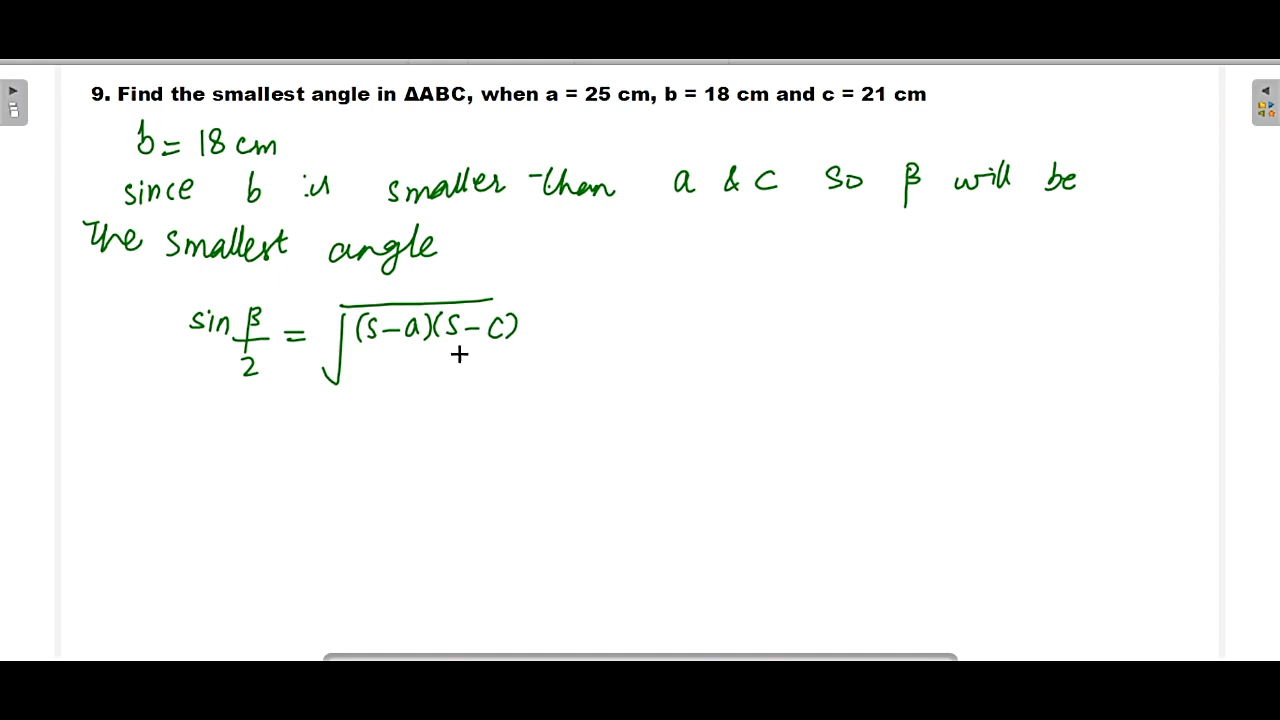 9. Find the smallest angle in ΔABC, when a = 25 cm, b = 18 cm and c = 21 cm
b = 18 cm
since b is smaller than a & c so β will be
The smallest angle
sin β/2 = √(s-a)(s-c)